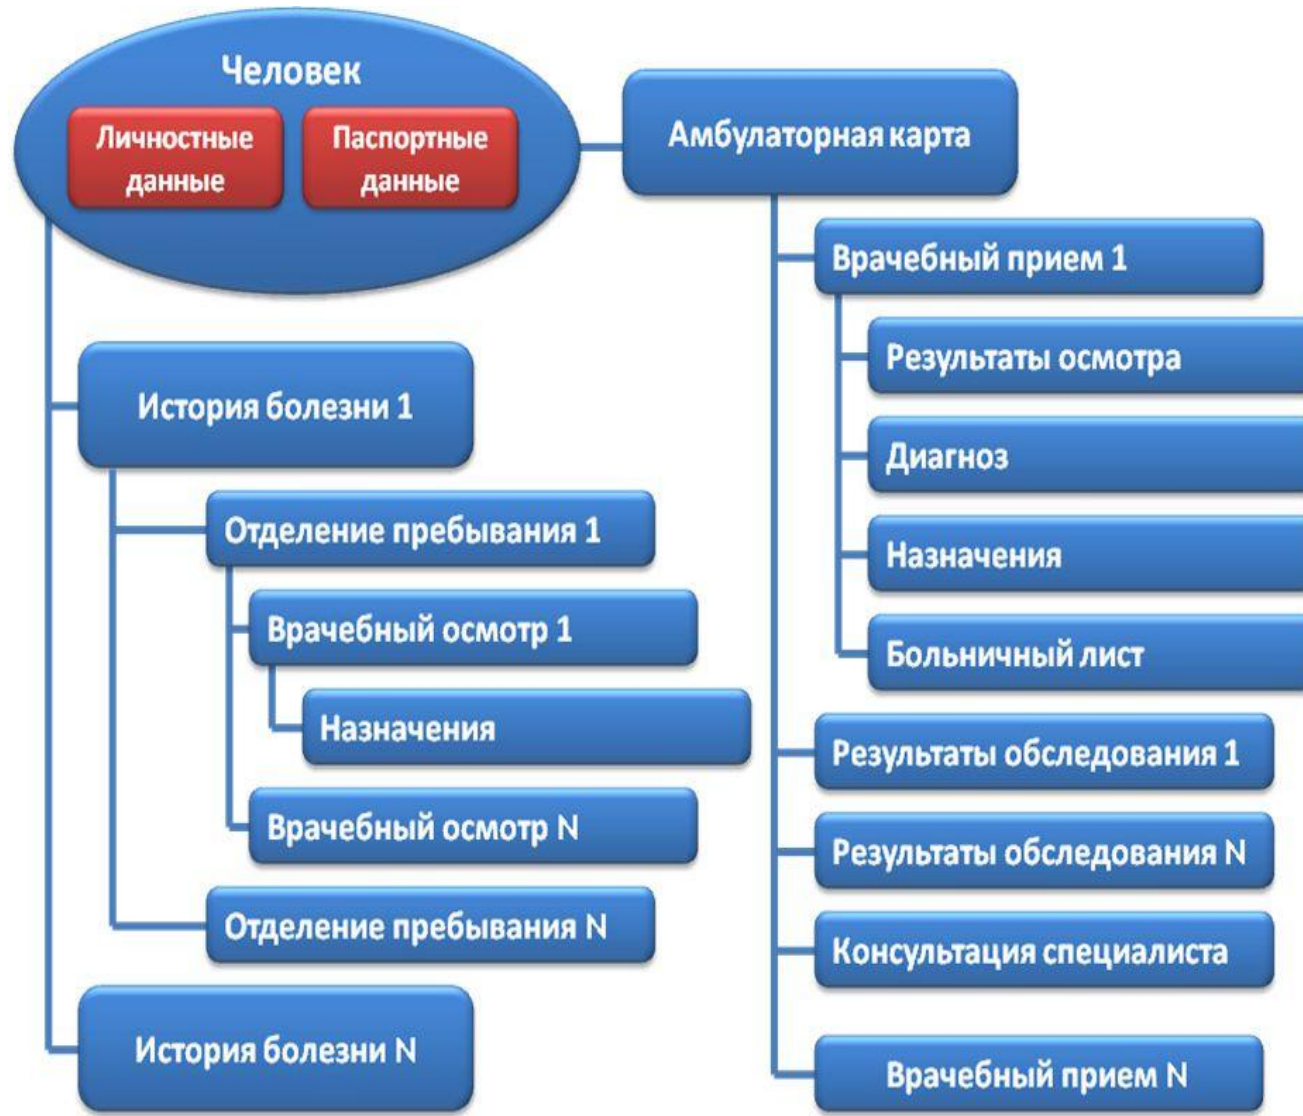 Человек
Личностные
данные
Паспортные
данные
История болезни 1
Отделение пребывания 1
Врачебный осмотр 1
Назначения
Врачебный осмотр N
Отделение пребывания N
История болезни N
Амбулаторная карта
Врачебный прием 1
Результаты осмотра
Диагноз
Назначения
Больничный лист
Результаты обследования 1
Результаты обследования N
Консультация специалиста
Врачебный прием N